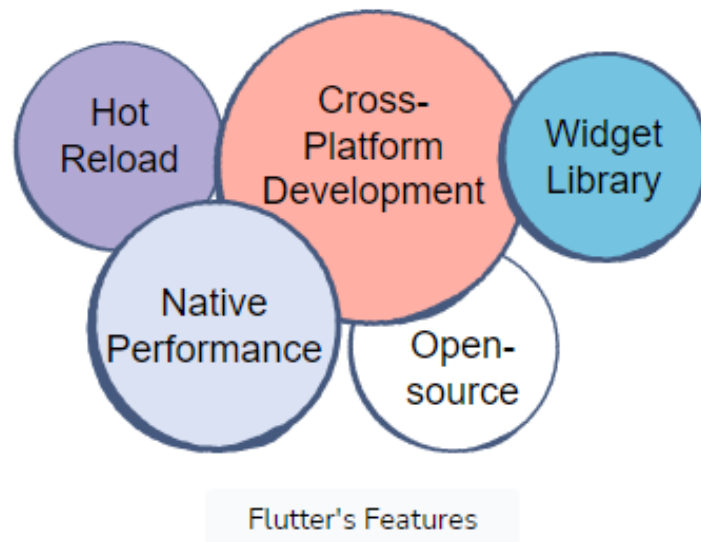 Hot
Reload
Cross-
Platform
Development
Widget
Library
Native
Performance
Open-
source
Flutter's Features